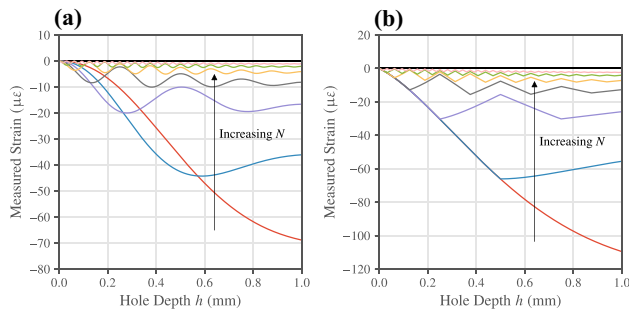 (a)
Measured Strain (με)
10
0
−10
−20
−30
−40
−50
−60
−70
−80
Increasing N
0.0 0.2 0.4 0.6 0.8 1.0
Hole Depth h (mm)
(b)
Measured Strain (με)
20
0
−20
−40
−60
−80
−100
−120
Increasing N
0.0 0.2 0.4 0.6 0.8 1.0
Hole Depth h (mm)